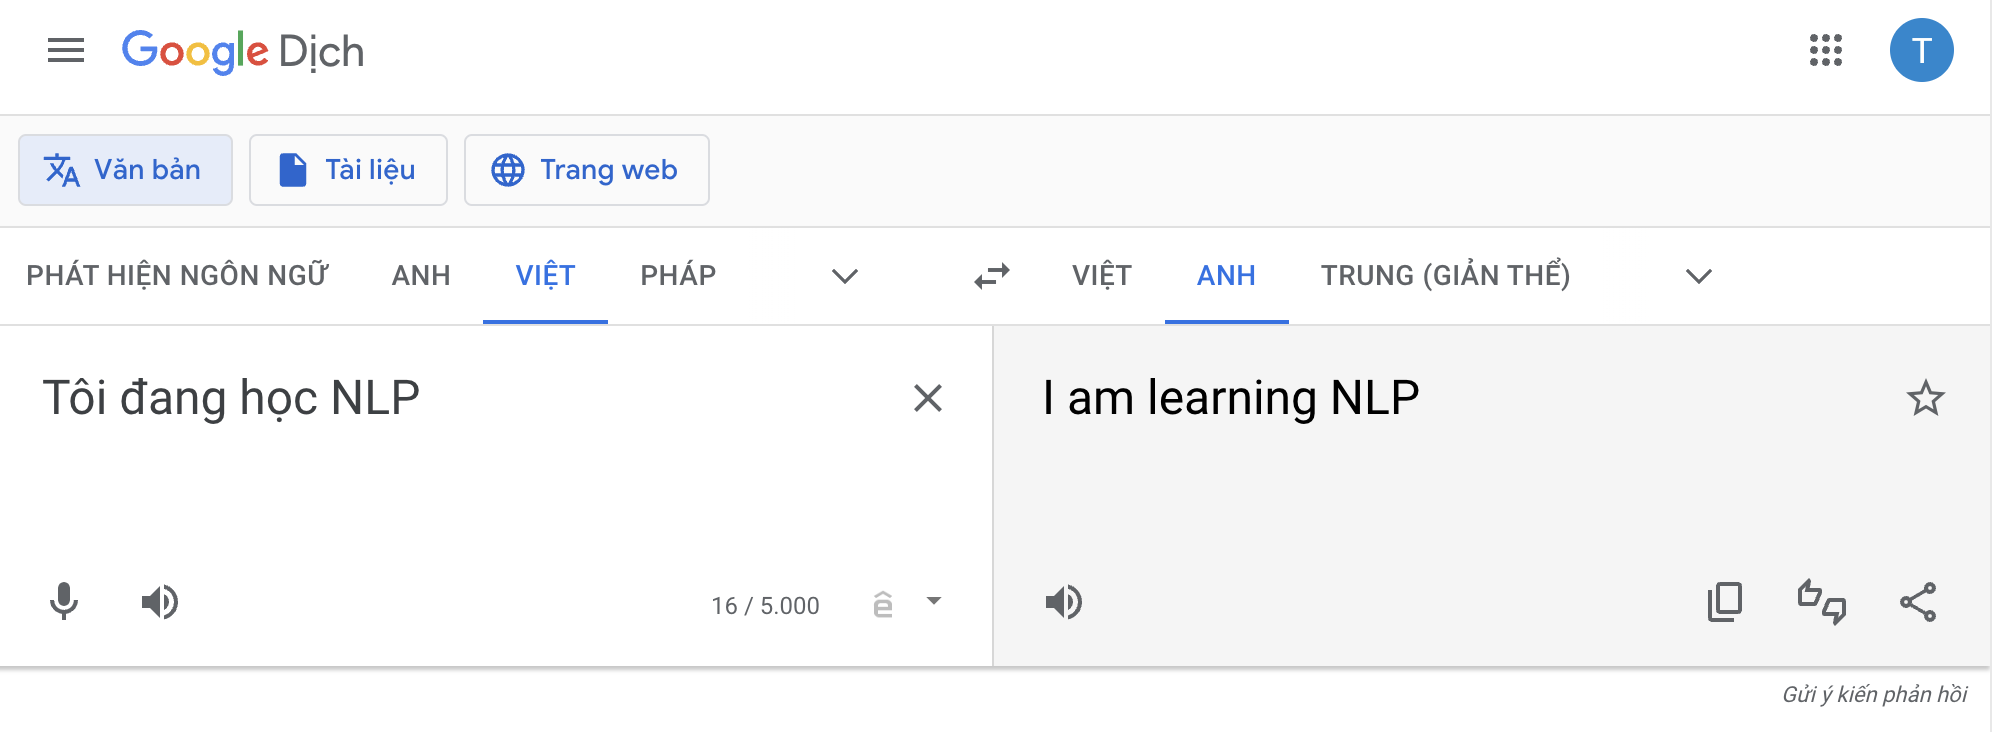 Google Dịch
T
Văn bản
Tài liệu
Trang web
PHÁT HIỆN NGÔN NGỮ ANH VIỆT PHÁP VIỆT ANH TRUNG (GIẢN THỂ)
Tôi đang học NLP
I am learning NLP
16 / 5.000
ê
Gửi ý kiến phản hồi